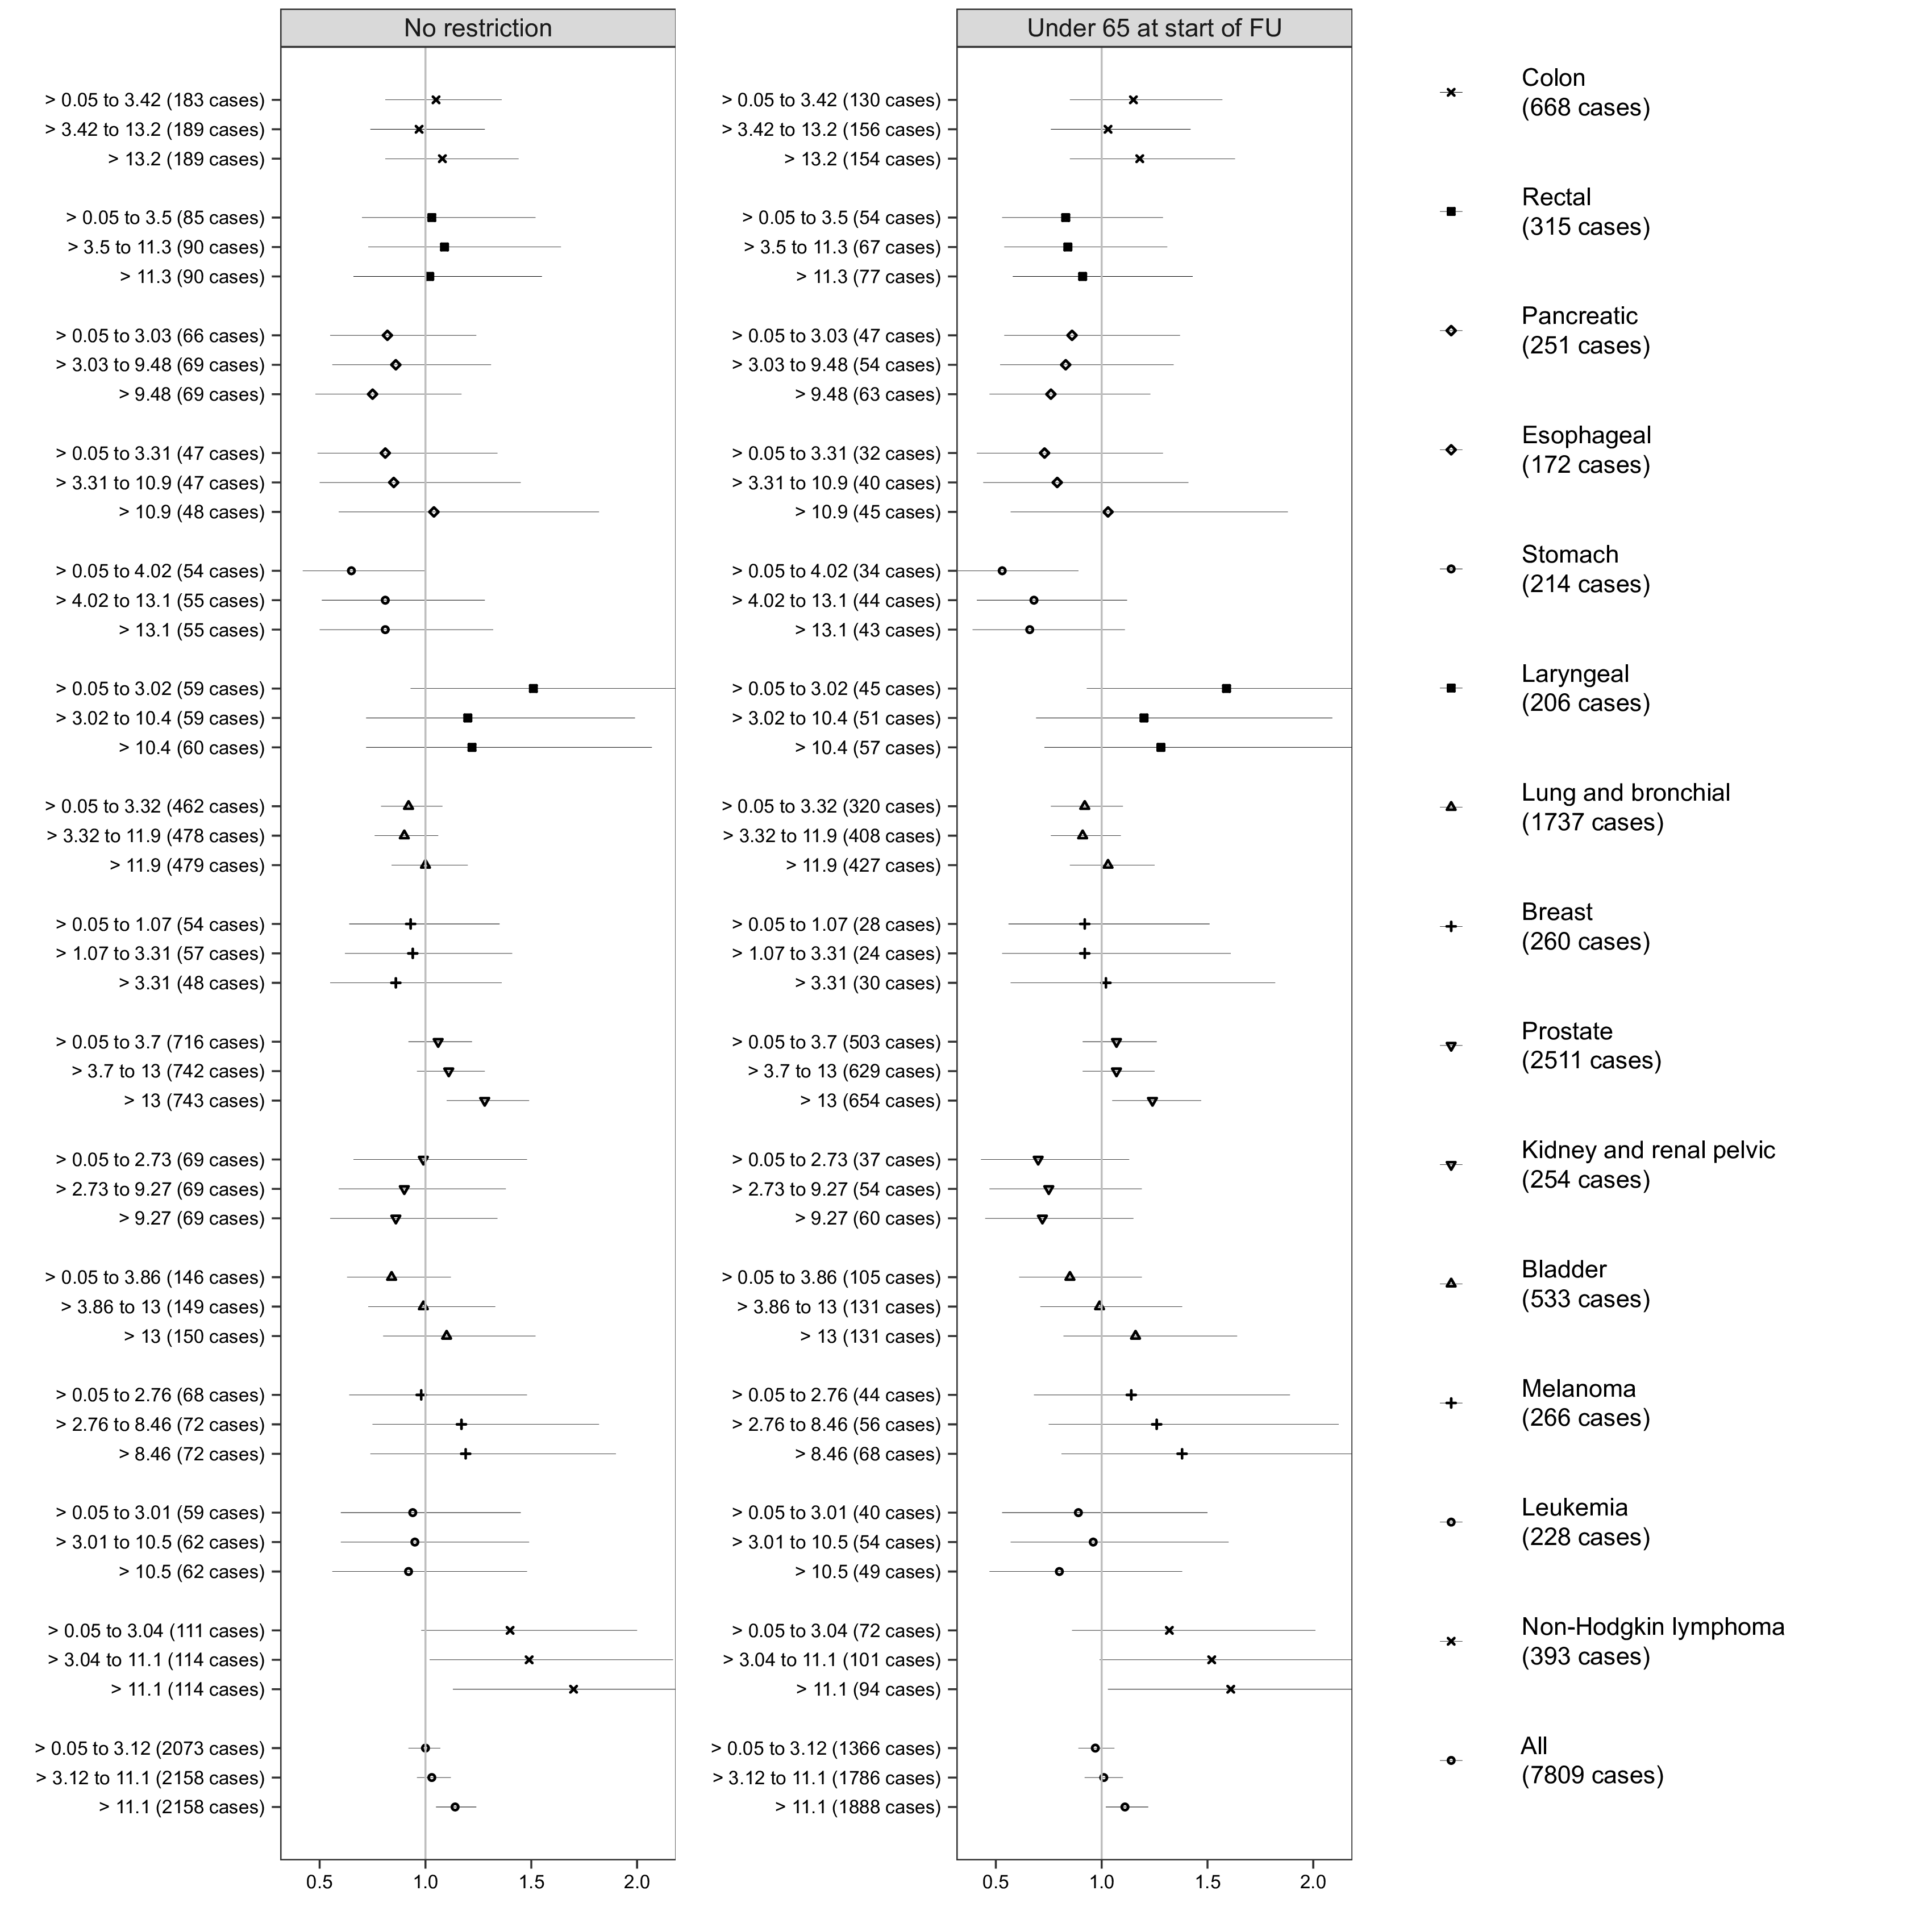 No restriction
> 0.05 to 3.42 (183 cases)
> 3.42 to 13.2 (189 cases)
> 13.2 (189 cases)
> 0.05 to 3.5 (85 cases)
> 3.5 to 11.3 (90 cases)
> 11.3 (90 cases)
> 0.05 to 3.03 (66 cases)
> 3.03 to 9.48 (69 cases)
> 9.48 (69 cases)
> 0.05 to 3.31 (47 cases)
> 3.31 to 10.9 (47 cases)
> 10.9 (48 cases)
> 0.05 to 4.02 (54 cases)
> 4.02 to 13.1 (55 cases)
> 13.1 (55 cases)
> 0.05 to 3.02 (59 cases)
> 3.02 to 10.4 (59 cases)
> 10.4 (60 cases)
> 0.05 to 3.32 (462 cases)
> 3.32 to 11.9 (478 cases)
> 11.9 (479 cases)
> 0.05 to 1.07 (54 cases)
> 1.07 to 3.31 (57 cases)
> 3.31 (48 cases)
> 0.05 to 3.7 (716 cases)
> 3.7 to 13 (742 cases)
> 13 (743 cases)
> 0.05 to 2.73 (69 cases)
> 2.73 to 9.27 (69 cases)
> 9.27 (69 cases)
> 0.05 to 3.86 (146 cases)
> 3.86 to 13 (149 cases)
> 13 (150 cases)
> 0.05 to 2.76 (68 cases)
> 2.76 to 8.46 (72 cases)
> 8.46 (72 cases)
> 0.05 to 3.01 (59 cases)
> 3.01 to 10.5 (62 cases)
> 10.5 (62 cases)
> 0.05 to 3.04 (111 cases)
> 3.04 to 11.1 (114 cases)
> 11.1 (114 cases)
> 0.05 to 3.12 (2073 cases)
> 3.12 to 11.1 (2158 cases)
> 11.1 (2158 cases)
0.5 1.0 1.5 2.0
Under 65 at start of FU
> 0.05 to 3.42 (130 cases)
> 3.42 to 13.2 (156 cases)
> 13.2 (154 cases)
> 0.05 to 3.5 (54 cases)
> 3.5 to 11.3 (67 cases)
> 11.3 (77 cases)
> 0.05 to 3.03 (47 cases)
> 3.03 to 9.48 (54 cases)
> 9.48 (63 cases)
> 0.05 to 3.31 (32 cases)
> 3.31 to 10.9 (40 cases)
> 10.9 (45 cases)
> 0.05 to 4.02 (34 cases)
> 4.02 to 13.1 (44 cases)
> 13.1 (43 cases)
> 0.05 to 3.02 (45 cases)
> 3.02 to 10.4 (51 cases)
> 10.4 (57 cases)
> 0.05 to 3.32 (320 cases)
> 3.32 to 11.9 (408 cases)
> 11.9 (427 cases)
> 0.05 to 1.07 (28 cases)
> 1.07 to 3.31 (24 cases)
> 3.31 (30 cases)
> 0.05 to 3.7 (503 cases)
> 3.7 to 13 (629 cases)
> 13 (654 cases)
> 0.05 to 2.73 (37 cases)
> 2.73 to 9.27 (54 cases)
> 9.27 (60 cases)
> 0.05 to 3.86 (105 cases)
> 3.86 to 13 (131 cases)
> 13 (131 cases)
> 0.05 to 2.76 (44 cases)
> 2.76 to 8.46 (56 cases)
> 8.46 (68 cases)
> 0.05 to 3.01 (40 cases)
> 3.01 to 10.5 (54 cases)
> 10.5 (49 cases)
> 0.05 to 3.04 (72 cases)
> 3.04 to 11.1 (101 cases)
> 11.1 (94 cases)
> 0.05 to 3.12 (1366 cases)
> 3.12 to 11.1 (1786 cases)
> 11.1 (1888 cases)
0.5 1.0 1.5 2.0
Colon
(668 cases)
Rectal
(315 cases)
Pancreatic
(251 cases)
Esophageal
(172 cases)
Stomach
(214 cases)
Laryngeal
(206 cases)
Lung and bronchial
(1737 cases)
Breast
(260 cases)
Prostate
(2511 cases)
Kidney and renal pelvic
(254 cases)
Bladder
(533 cases)
Melanoma
(266 cases)
Leukemia
(228 cases)
Non-Hodgkin lymphoma
(393 cases)
All
(7809 cases)